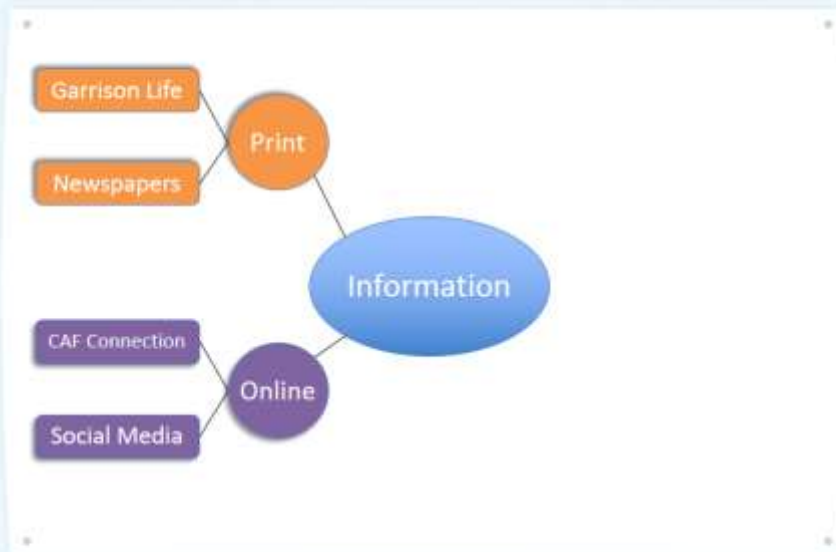 Garrison Life
Print
Newspapers
Information
CAF Connection
Online
Social Media